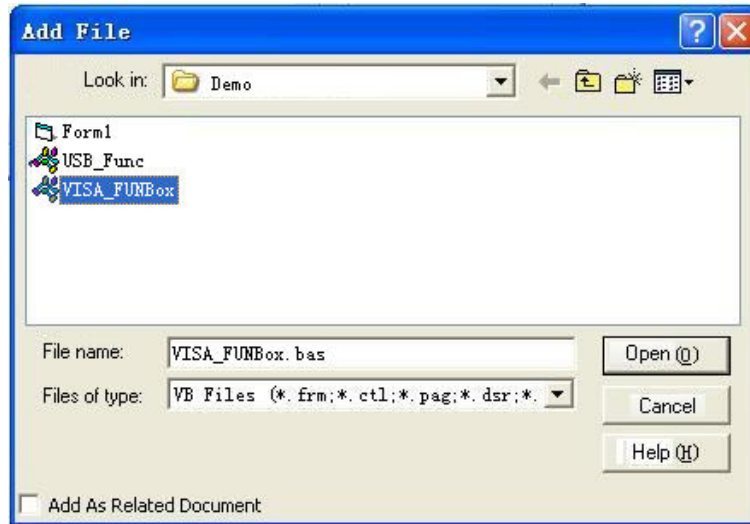 Add File
Look in: Demo
Form1
USB_Func
VISA_FUNBox
File name: VISA_FUNBox.bas Open (O)
Files of type: VB Files (*.frm;*.ctl;*.pag;*.dsr;*. Cancel
Help (H)
Add As Related Document